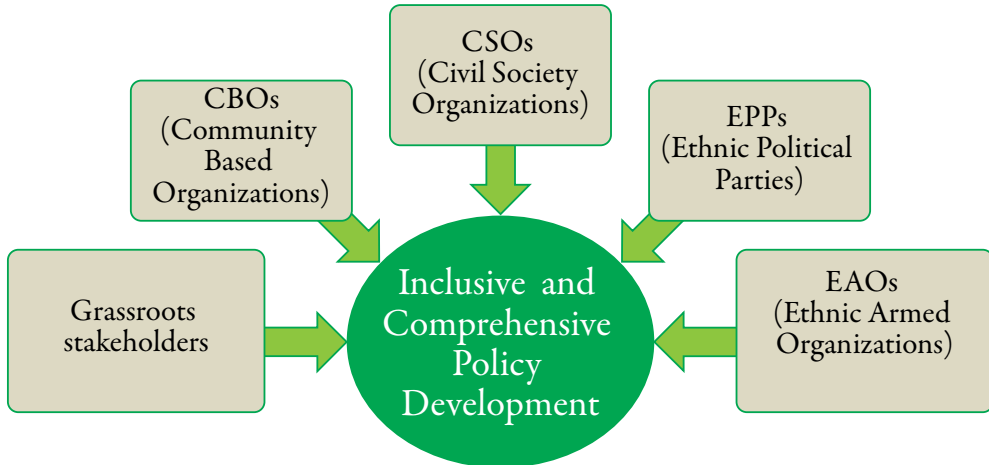 Grassroots
stakeholders
CBOs
(Community
Based
Organizations)
CSOs
(Civil Society
Organizations)
EPPs
(Ethnic Political
Parties)
EAOs
(Ethnic Armed
Organizations)
Inclusive and
Comprehensive
Policy
Development